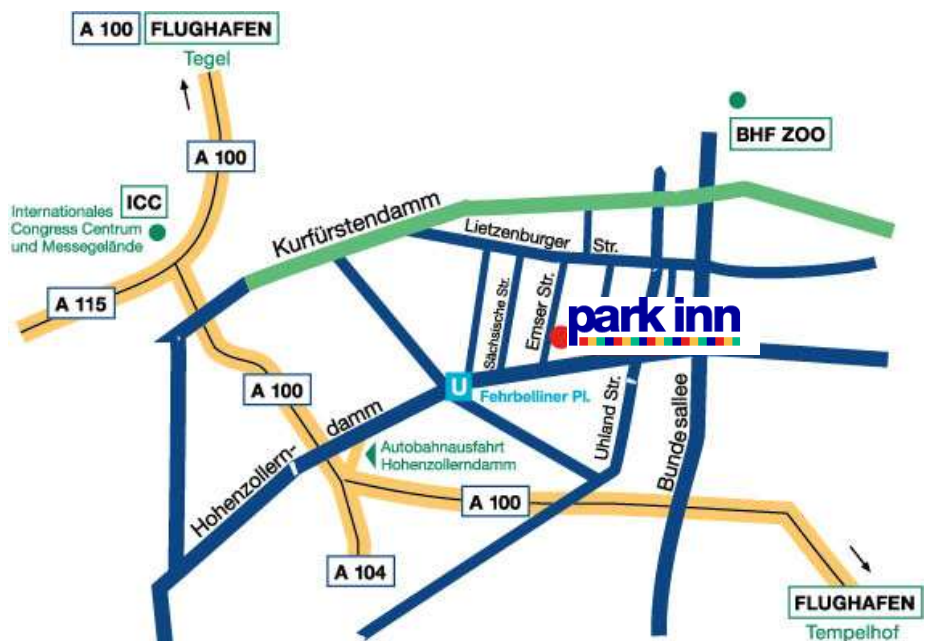 A 100 FLUGHAFEN
Tegel
BHF ZOO
A 100
ICC
Internationales
Congress Centrum
und Messegelände
Kurfürstendamm
Lietzenburger Str.
A 115
Sächsische Str.
Emser Str.
park inn
A 100
U
Fehrbelliner Pl.
Uhland Str.
Bundesallee
Hohenzollern-
damm
Autobahnausfahrt
Hohenzollerndamm
A 100
A 104
FLUGHAFEN
Tempelhof